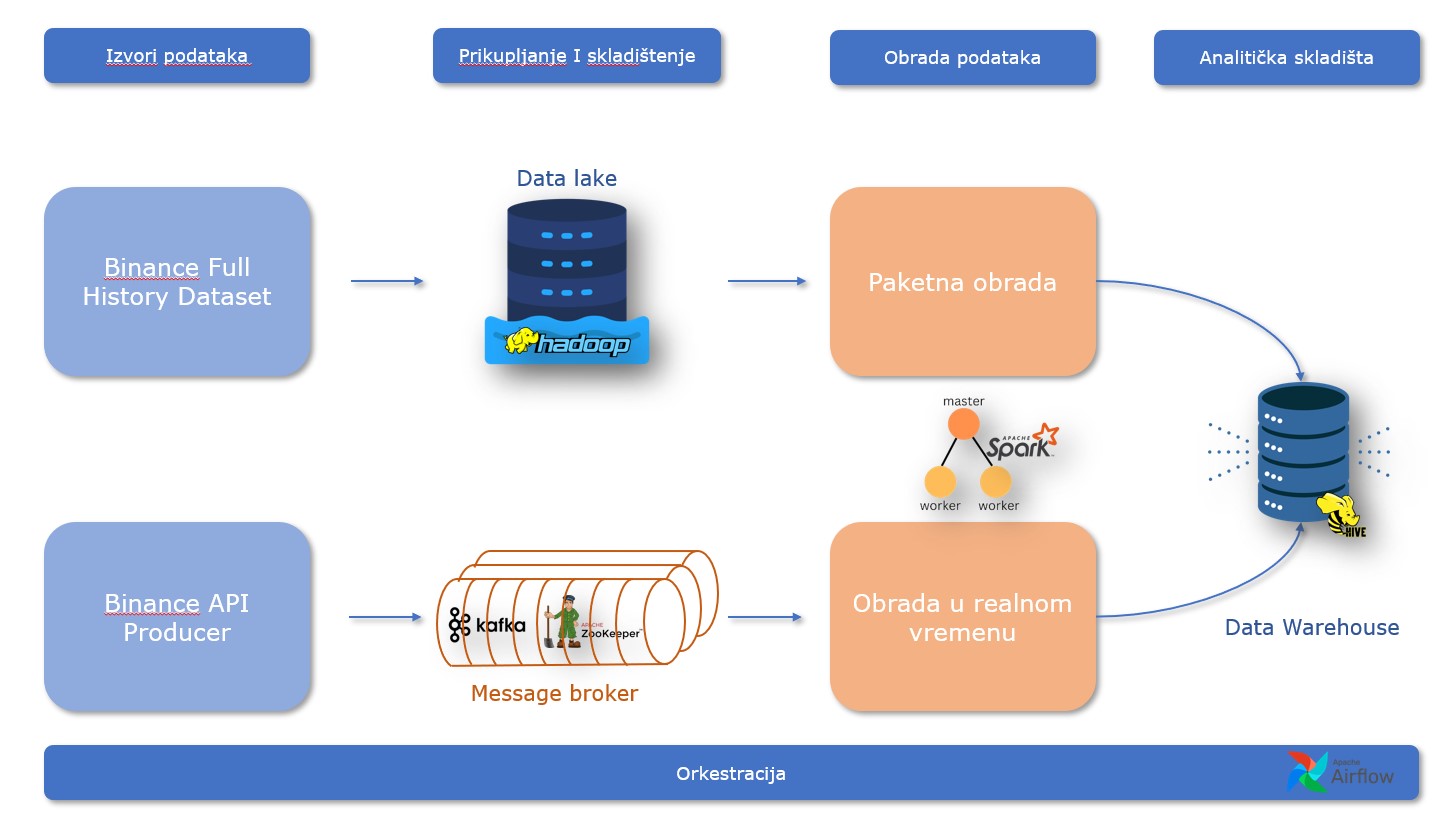 Izvori podataka
Prikupljanje I skladištenje
Obrada podataka
Analitička skladišta
Data lake
Binance Full
History Dataset
hadoop
Paketna obrada
master
APACHE
Spark
worker
worker
HIVE
Binance API
Producer
kafka
APACHE
ZooKeeper™
Message broker
Obrada u realnom
vremenu
Data Warehouse
Orkestracija
Apache
Airflow